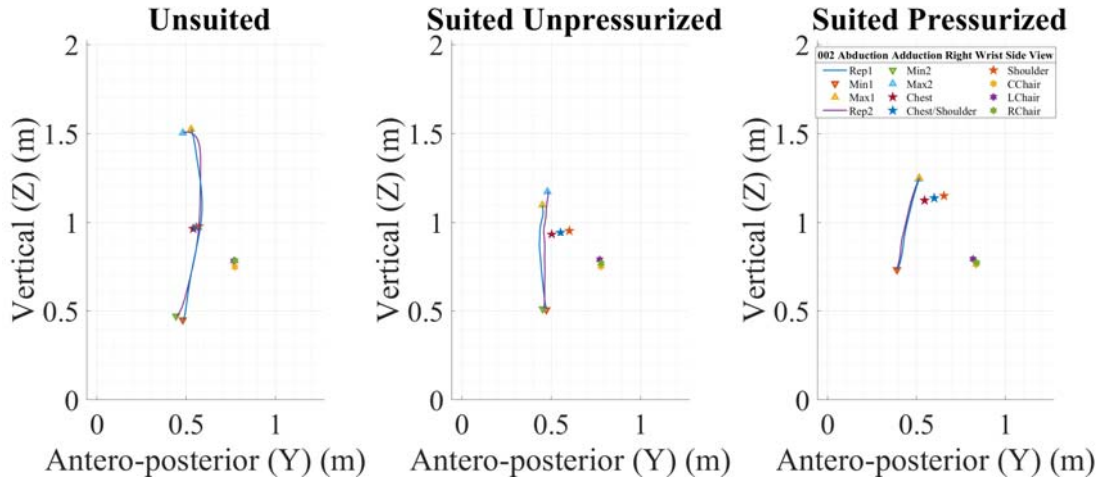 Unsuited
Suited Unpressurized
Suited Pressurized
2
1.5
1
0.5
0
Vertical (Z) (m)
0
0.5
1
Antero-posterior (Y) (m)
2
1.5
1
0.5
0
Vertical (Z) (m)
0
0.5
1
Antero-posterior (Y) (m)
2
1.5
1
0.5
0
Vertical (Z) (m)
0
0.5
1
Antero-posterior (Y) (m)
002 Abduction Adduction Right Wrist Side View
Rep1 Min2 Shoulder
Min1 Max2 CChair
Max1 Chest LChair
Rep2 Chest/Shoulder RChair